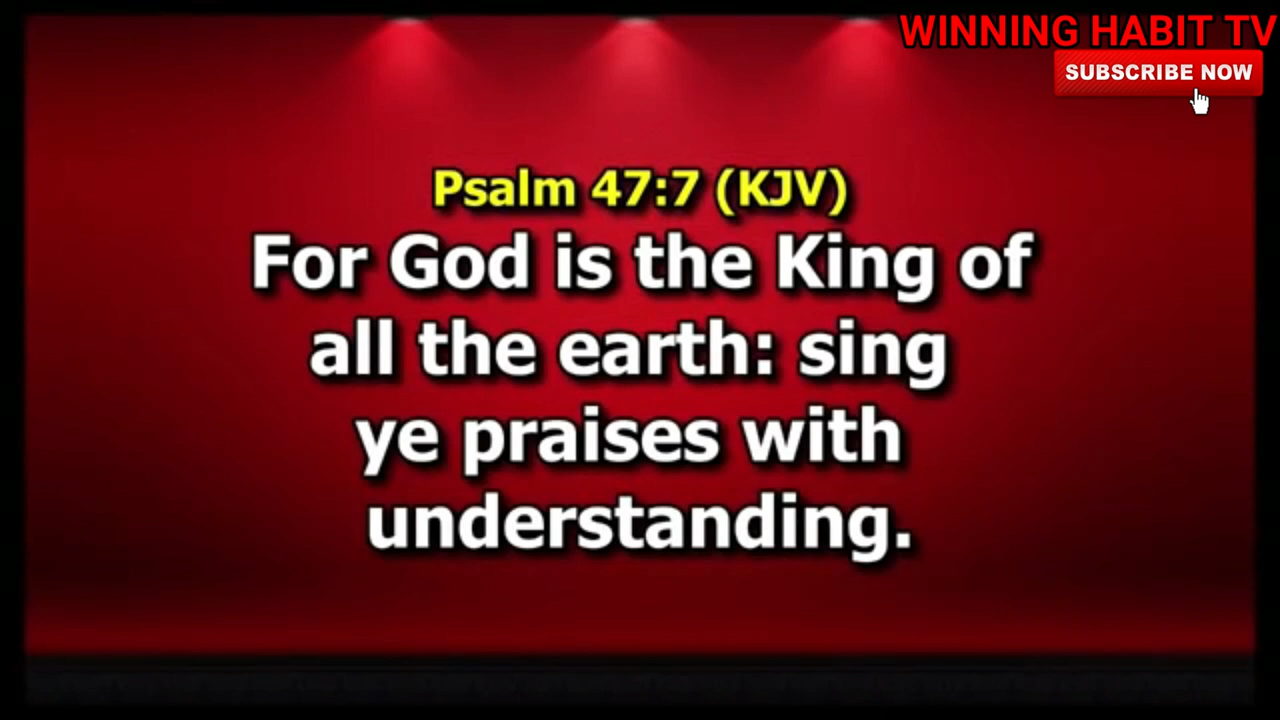 WINNING HABIT TV
SUBSCRIBE NOW
Psalm 47:7 (KJV)
For God is the King of
all the earth: sing
ye praises with
understanding.